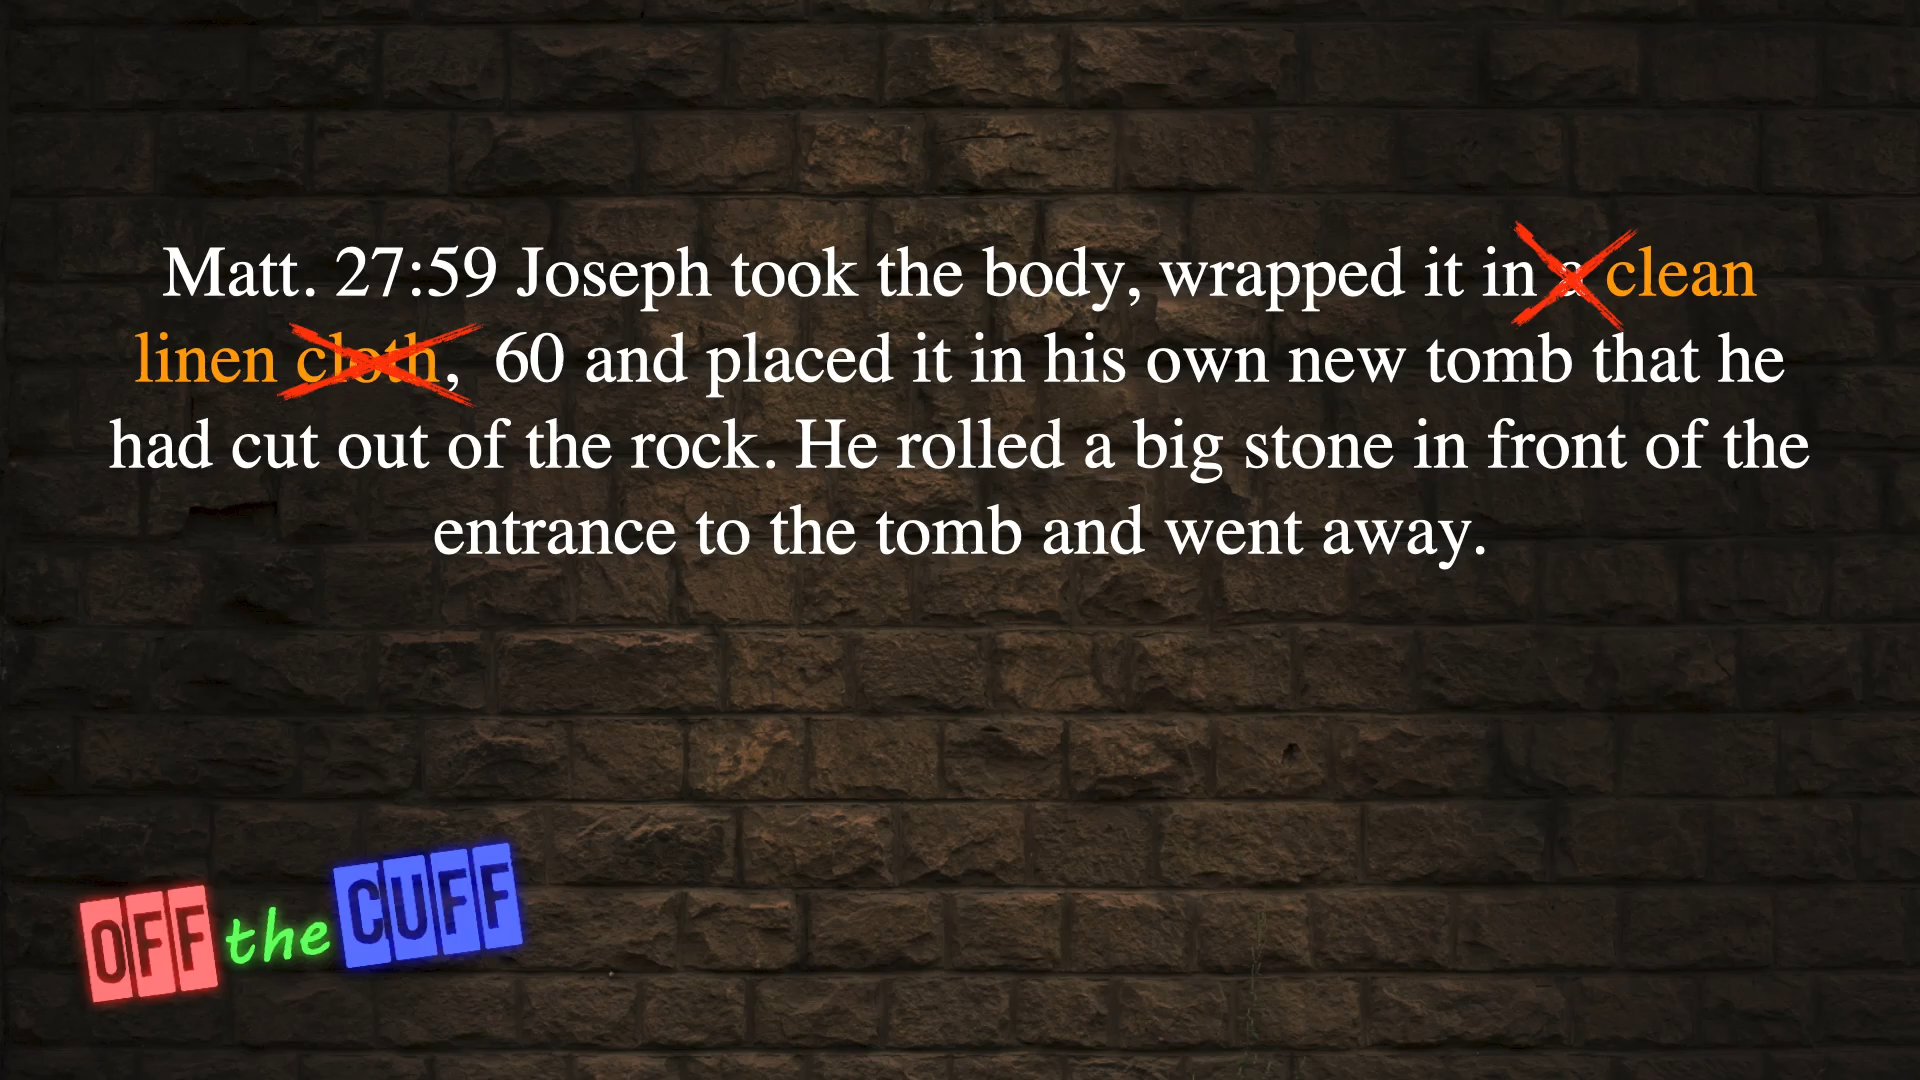 Matt. 27:59 Joseph took the body, wrapped it in a clean
linen cloth,  60 and placed it in his own new tomb that he
had cut out of the rock. He rolled a big stone in front of the
entrance to the tomb and went away.
OFF the CUFF